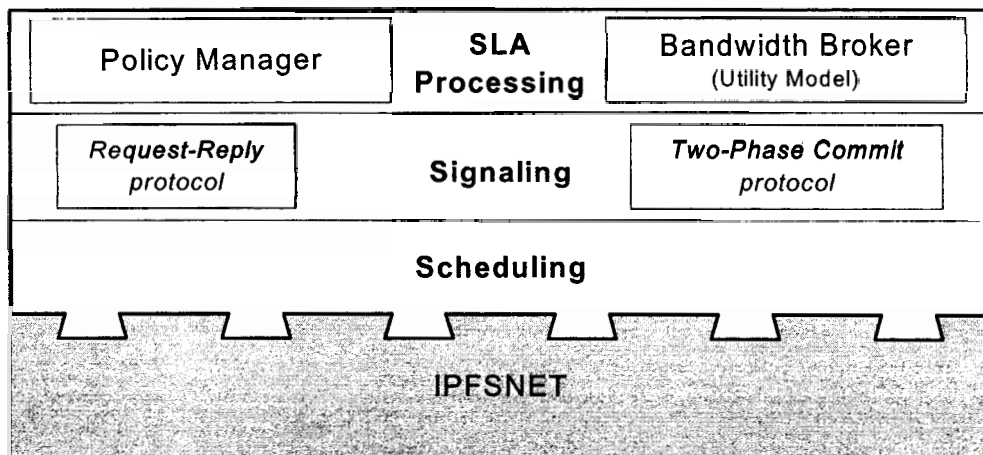 Policy Manager
SLA
Processing
Bandwidth Broker
(Utility Model)
Request-Reply
protocol
Signaling
Two-Phase Commit
protocol
Scheduling
IPFSNET